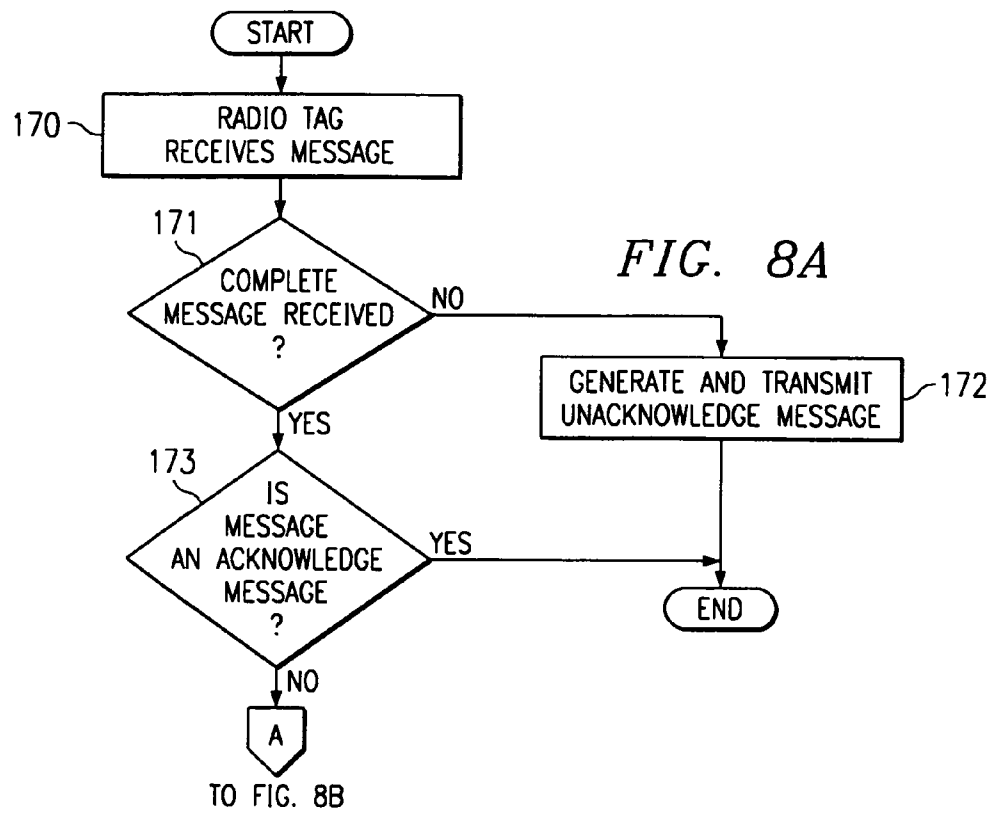 START
170
RADIO TAG
RECEIVES MESSAGE
171
COMPLETE
MESSAGE RECEIVED
?
NO
FIG. 8A
GENERATE AND TRANSMIT
UNACKNOWLEDGE MESSAGE
172
YES
173
IS
MESSAGE
AN ACKNOWLEDGE
MESSAGE
?
YES
END
NO
A
TO FIG. 8B